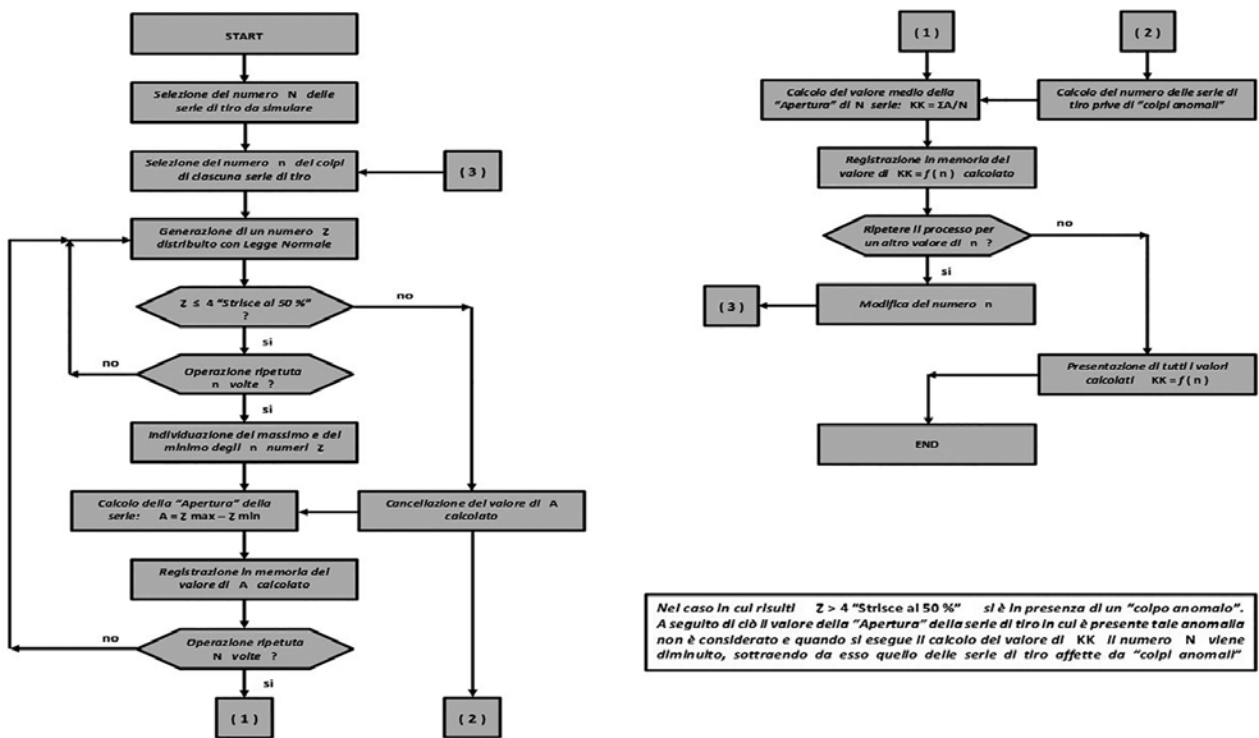 START
Selezione del numero N delle
serie di tiro da simulare
Selezione del numero n dei colpi
di ciascuna serie di tiro
( 3 )
Generazione di un numero Z
distribuito con Legge Normale
Z ≤ 4 “Strisce al 50 %”
?
no
si
Operazione ripetuta
n volte ?
no
si
Individuazione del massimo e del
minimo degli n numeri Z
Calcolo della “Apertura” della
serie: A = Z max – Z min
Cancellazione del valore di A
calcolato
Registrazione in memoria del
valore di A calcolato
Operazione ripetuta
N volte ?
no
si
( 1 )
( 2 )
( 1 )
( 2 )
Calcolo del valore medio della
“Apertura” di N serie: KK = ΣA/N
Calcolo del numero delle serie di
tiro prive di “colpi anomali”
Registrazione in memoria del
valore di KK = f ( n ) calcolato
Ripetere il processo per
un altro valore di n ?
no
si
( 3 )
Modifica del numero n
Presentazione di tutti i valori
calcolati KK = f ( n )
END
Nel caso in cui risulti Z > 4 “Strisce al 50 %” si è in presenza di un “colpo anomalo”.
A seguito di ciò il valore della “Apertura” della serie di tiro in cui è presente tale anomalia
non è considerato e quando si esegue il calcolo del valore di KK il numero N viene
diminuito, sottraendo da esso quello delle serie di tiro affette da “colpi anomali”